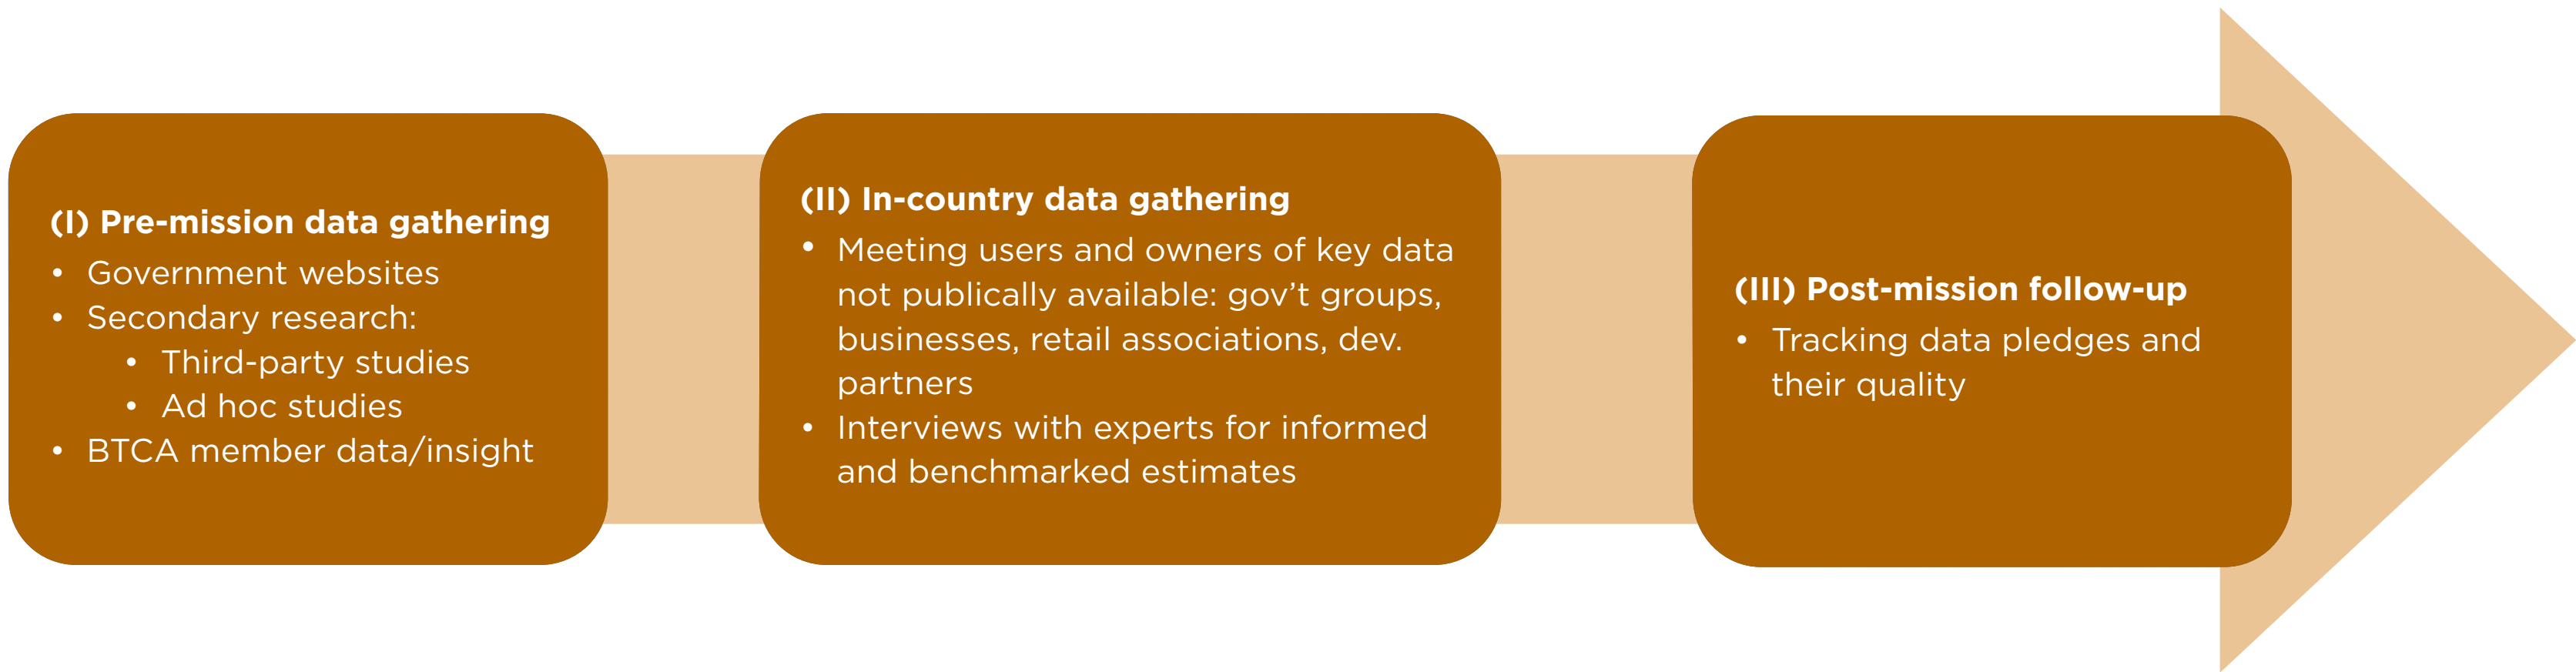 (I) Pre-mission data gathering
• Government websites
• Secondary research:
• Third-party studies
• Ad hoc studies
• BTCA member data/insight
(II) In-country data gathering
• Meeting users and owners of key data
not publically available: gov’t groups,
businesses, retail associations, dev.
partners
• Interviews with experts for informed
and benchmarked estimates
(III) Post-mission follow-up
• Tracking data pledges and
their quality